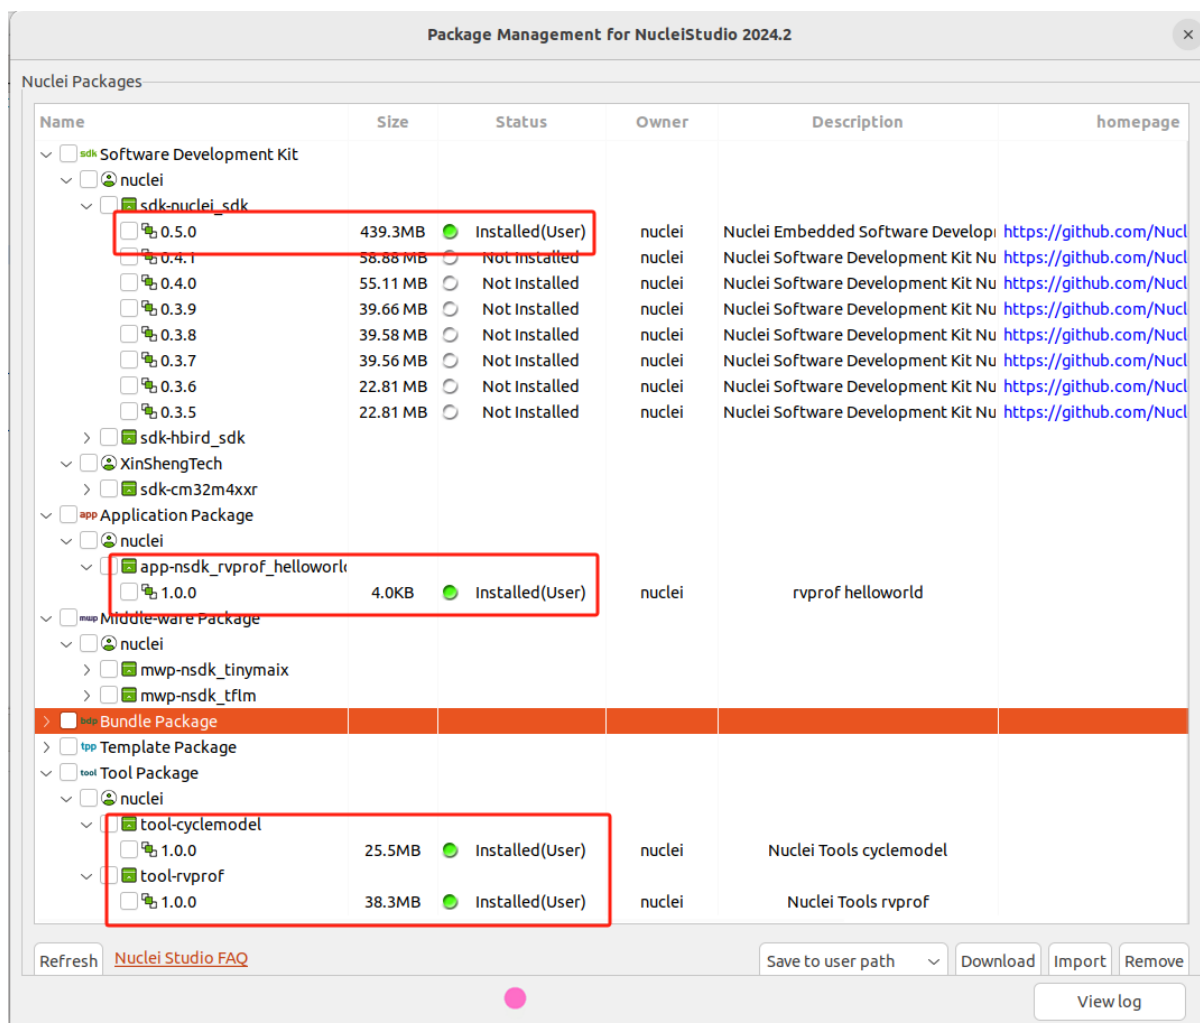 Package Management for NucleiStudio 2024.2
Nuclei Packages
Name Size Status Owner Description homepage
sdk Software Development Kit
nuclei
sdk-nuclei_sdk
0.5.0 439.3MB Installed(User) nuclei Nuclei Embedded Software Develop https://github.com/Nucl
0.4.1 58.88 MB Not Installed nuclei Nuclei Software Development Kit Nu https://github.com/Nucl
0.4.0 55.11 MB Not Installed nuclei Nuclei Software Development Kit Nu https://github.com/Nucl
0.3.9 39.66 MB Not Installed nuclei Nuclei Software Development Kit Nu https://github.com/Nucl
0.3.8 39.58 MB Not Installed nuclei Nuclei Software Development Kit Nu https://github.com/Nucl
0.3.7 39.56 MB Not Installed nuclei Nuclei Software Development Kit Nu https://github.com/Nucl
0.3.6 22.81 MB Not Installed nuclei Nuclei Software Development Kit Nu https://github.com/Nucl
0.3.5 22.81 MB Not Installed nuclei Nuclei Software Development Kit Nu https://github.com/Nucl
sdk-hbird_sdk
XinShengTech
sdk-cm32m4xxr
app Application Package
nuclei
app-nsdk_rvprof_helloworld
1.0.0 4.0KB Installed(User) nuclei rvprof helloworld
mwp Middle-ware Package
nuclei
mwp-nsdk_tinymaix
mwp-nsdk_tflm
bdp Bundle Package
tpp Template Package
tool Tool Package
nuclei
tool-cyclemodel
1.0.0 25.5MB Installed(User) nuclei Nuclei Tools cyclemodel
tool-rvprof
1.0.0 38.3MB Installed(User) nuclei Nuclei Tools rvprof
Refresh Nuclei Studio FAQ Save to user path Download Import Remove
View log